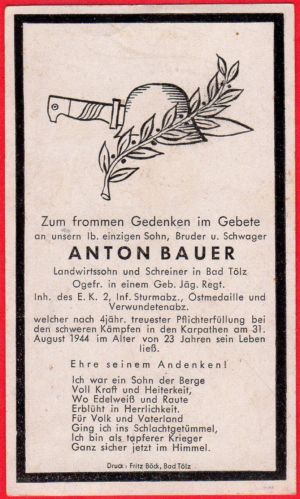 Zum frommen Gedenken im Gebete
an unsern lb. einzigen Sohn, Bruder u. Schwager
ANTON BAUER
Landwirtssohn und Schreiner in Bad Tölz
Ogefr. in einem Geb. Jäg. Regt.
Inh. des E. K. 2, Inf. Sturmabz., Ostmedaille und
Verwundetenabz.
welcher nach 4jähr. treuester Pflichterfüllung bei
den schweren Kämpfen in den Karpathen am 31.
August 1944 im Alter von 23 Jahren sein Leben
ließ.
Ehre seinem Andenken!
Ich war ein Sohn der Berge
Voll Kraft und Heiterkeit,
Wo Edelweiß und Raute
Erblüht in Herrlichkeit.
Für Volk und Vaterland
Ging ich ins Schlachtgetümmel,
Ich bin als tapferer Krieger
Ganz sicher jetzt im Himmel.
Druck: Fritz Böck, Bad Tölz